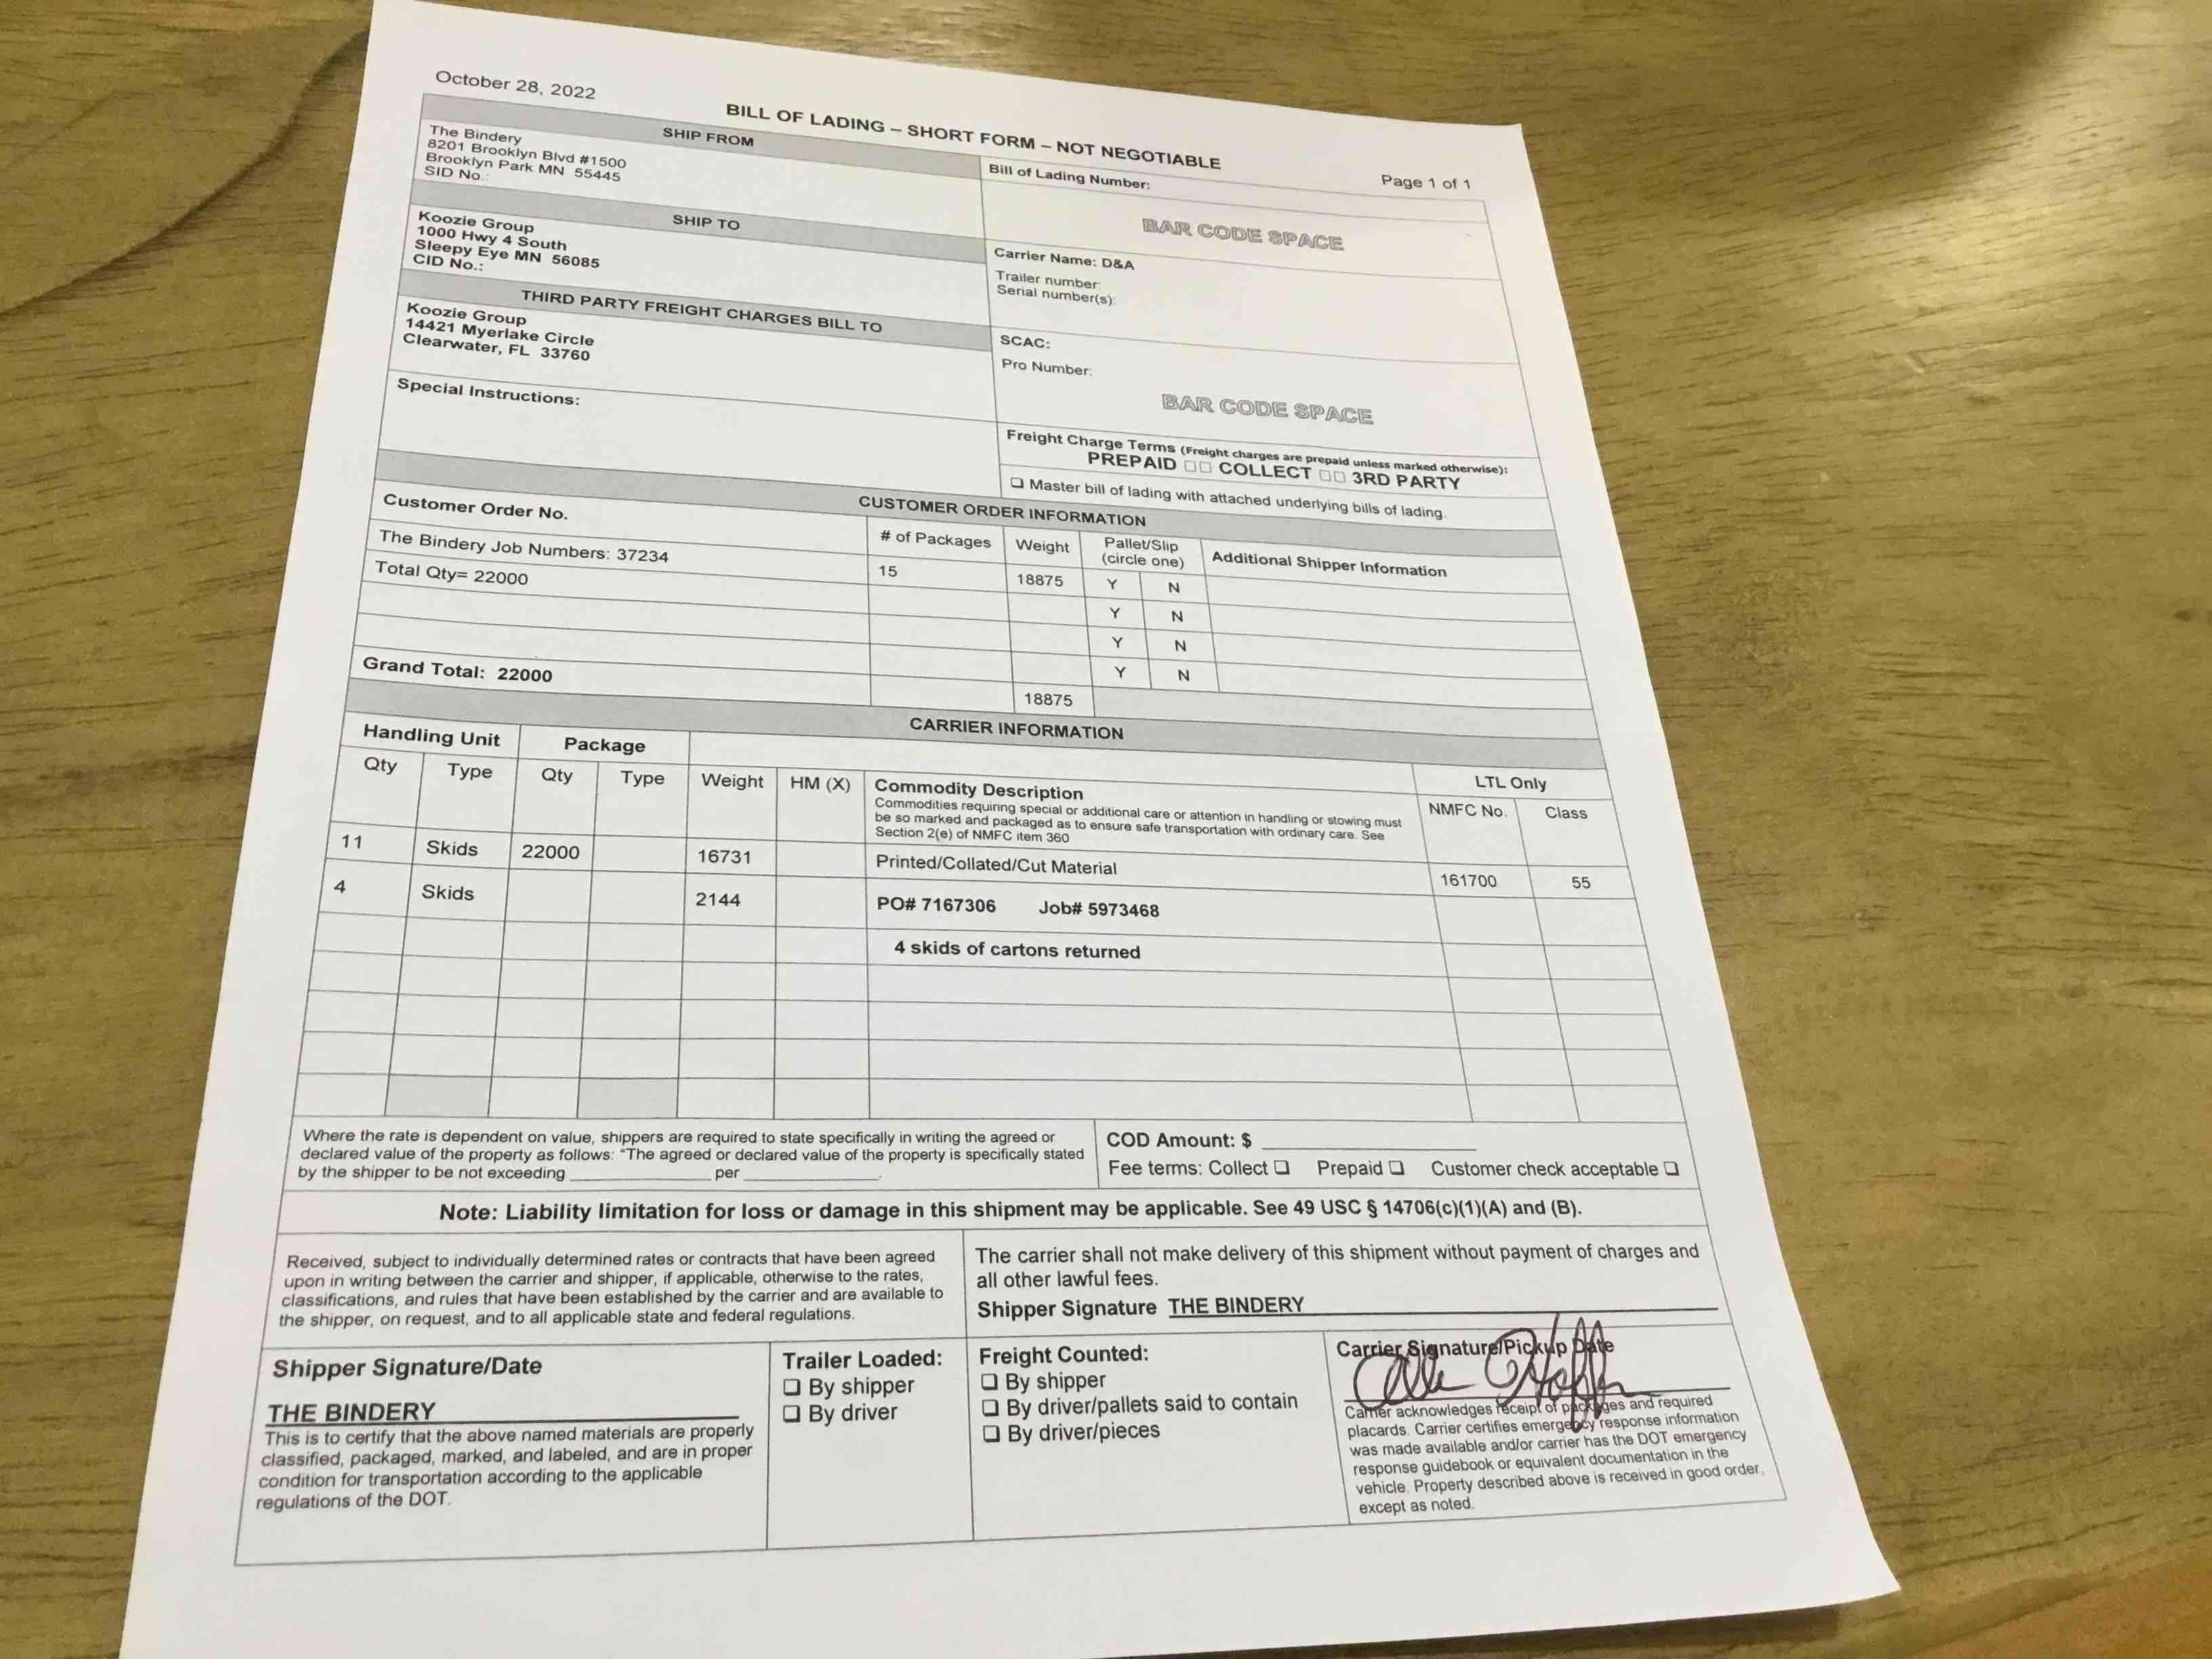 October 28, 2022
BILL OF LADING – SHORT FORM – NOT NEGOTIABLE
Page 1 of 1
SHIP FROM
The Bindery
8201 Brooklyn Blvd #1500
Brooklyn Park MN 55445
SID No.:
Bill of Lading Number:
BAR CODE SPACE
SHIP TO
Koozie Group
1000 Hwy 4 South
Sleepy Eye MN 56085
CID No.:
Carrier Name: D&A
Trailer number:
Serial number(s):
THIRD PARTY FREIGHT CHARGES BILL TO
Koozie Group
14421 Myerlake Circle
Clearwater, FL 33760
SCAC:
Pro Number:
BAR CODE SPACE
Special Instructions:
Freight Charge Terms (Freight charges are prepaid unless marked otherwise):
PREPAID ☐☐ COLLECT ☐☐ 3RD PARTY
❑ Master bill of lading with attached underlying bills of lading.
CUSTOMER ORDER INFORMATION
Customer Order No. # of Packages Weight Pallet/Slip (circle one) Additional Shipper Information
The Bindery Job Numbers: 37234 15 18875 Y N
Total Qty= 22000 Y N
Y N
Y N
Grand Total: 22000 18875
CARRIER INFORMATION
Handling Unit Package LTL Only
Qty Type Qty Type Weight HM (X) Commodity Description NMFC No. Class
Commodities requiring special or additional care or attention in handling or stowing must
be so marked and packaged as to ensure safe transportation with ordinary care. See
Section 2(e) of NMFC item 360
11 Skids 22000 16731 Printed/Collated/Cut Material 161700 55
4 Skids 2144 PO# 7167306 Job# 5973468
4 skids of cartons returned
Where the rate is dependent on value, shippers are required to state specifically in writing the agreed or
declared value of the property as follows: "The agreed or declared value of the property is specifically stated
by the shipper to be not exceeding ____________ per ____________.
COD Amount: $ ____________
Fee terms: Collect ❑ Prepaid ❑ Customer check acceptable ❑
Note: Liability limitation for loss or damage in this shipment may be applicable. See 49 USC § 14706(c)(1)(A) and (B).
Received, subject to individually determined rates or contracts that have been agreed
upon in writing between the carrier and shipper, if applicable, otherwise to the rates,
classifications, and rules that have been established by the carrier and are available to
the shipper, on request, and to all applicable state and federal regulations.
The carrier shall not make delivery of this shipment without payment of charges and
all other lawful fees.
Shipper Signature THE BINDERY
Shipper Signature/Date
THE BINDERY
This is to certify that the above named materials are properly
classified, packaged, marked, and labeled, and are in proper
condition for transportation according to the applicable
regulations of the DOT.
Trailer Loaded:
❑ By shipper
❑ By driver
Freight Counted:
❑ By shipper
❑ By driver/pallets said to contain
❑ By driver/pieces
Carrier Signature/Pickup Date
Carrier acknowledges receipt of packages and required
placards. Carrier certifies emergency response information
was made available and/or carrier has the DOT emergency
response guidebook or equivalent documentation in the
vehicle. Property described above is received in good order,
except as noted.